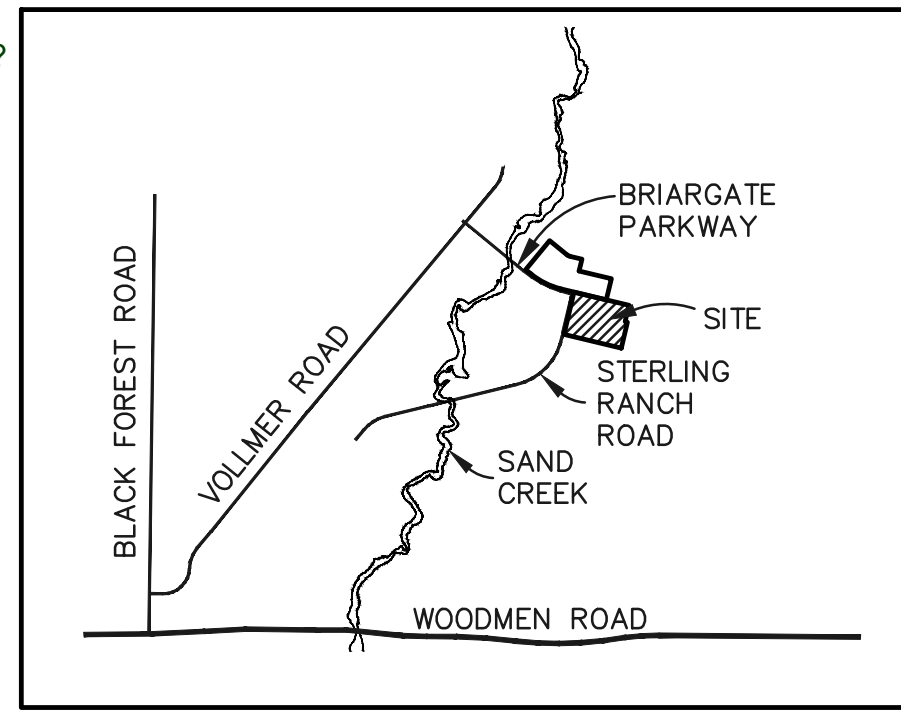 BRIARGATE
PARKWAY
SITE
STERLING
RANCH
ROAD
BLACK FOREST ROAD
VOLLMER ROAD
SAND
CREEK
WOODMEN ROAD